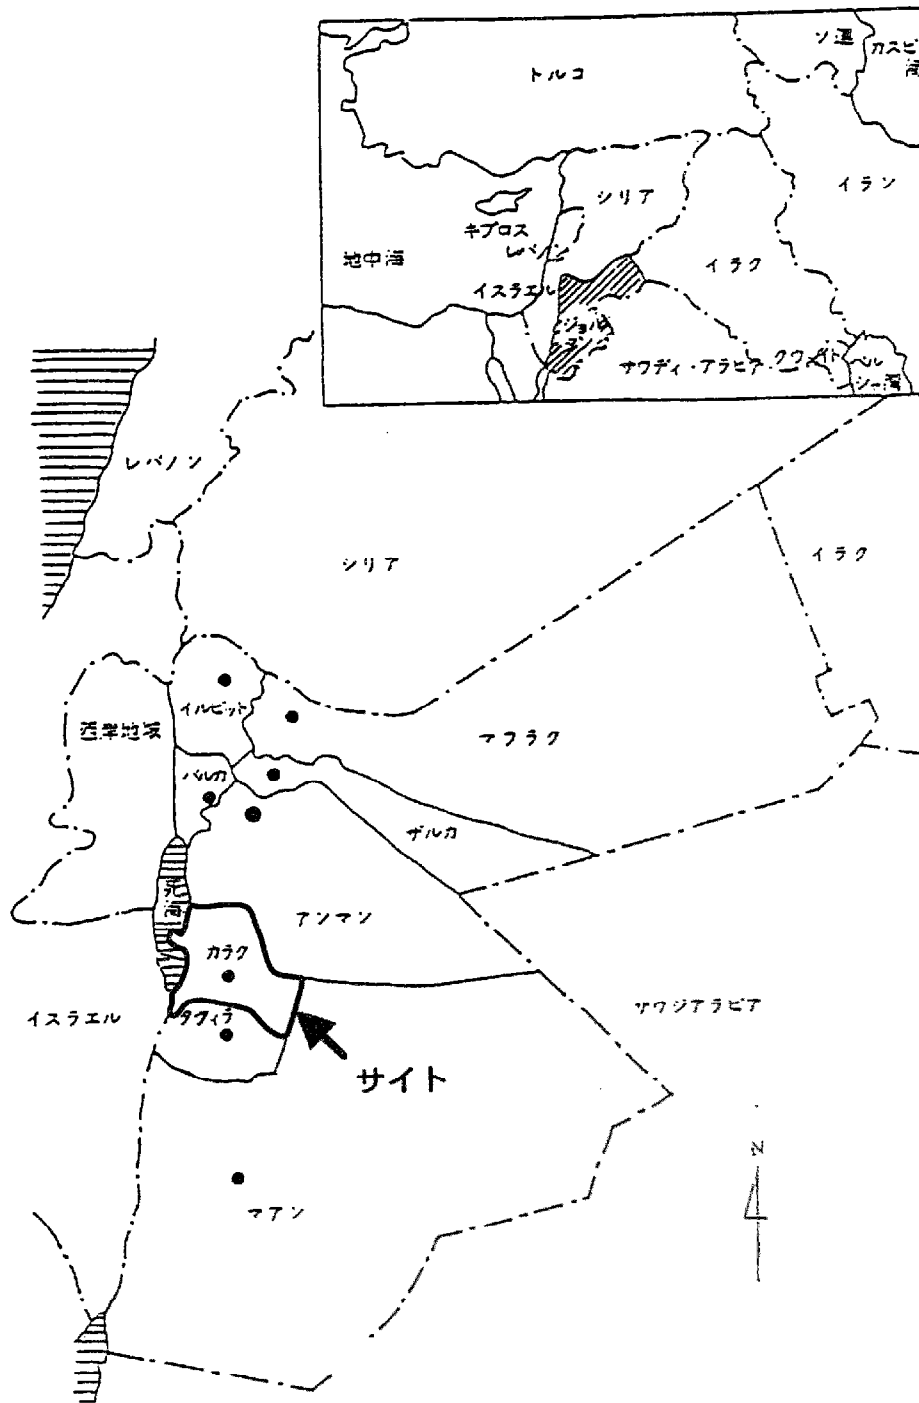 ソ連
カスピ
海
トルコ
イラン
シリア
キプロス
レバノン
地中海
イラク
イスラエル
ジョルダ
ン
サウディ・アラビア
クウェイト
ペル
シー湾
レバノン
シリア
イラク
イルビット
西岸地域
マフラク
バルカ
ザルカ
死海
アンマン
カラク
サウジアラビア
イスラエル
タフィラ
サイト
N
マアン